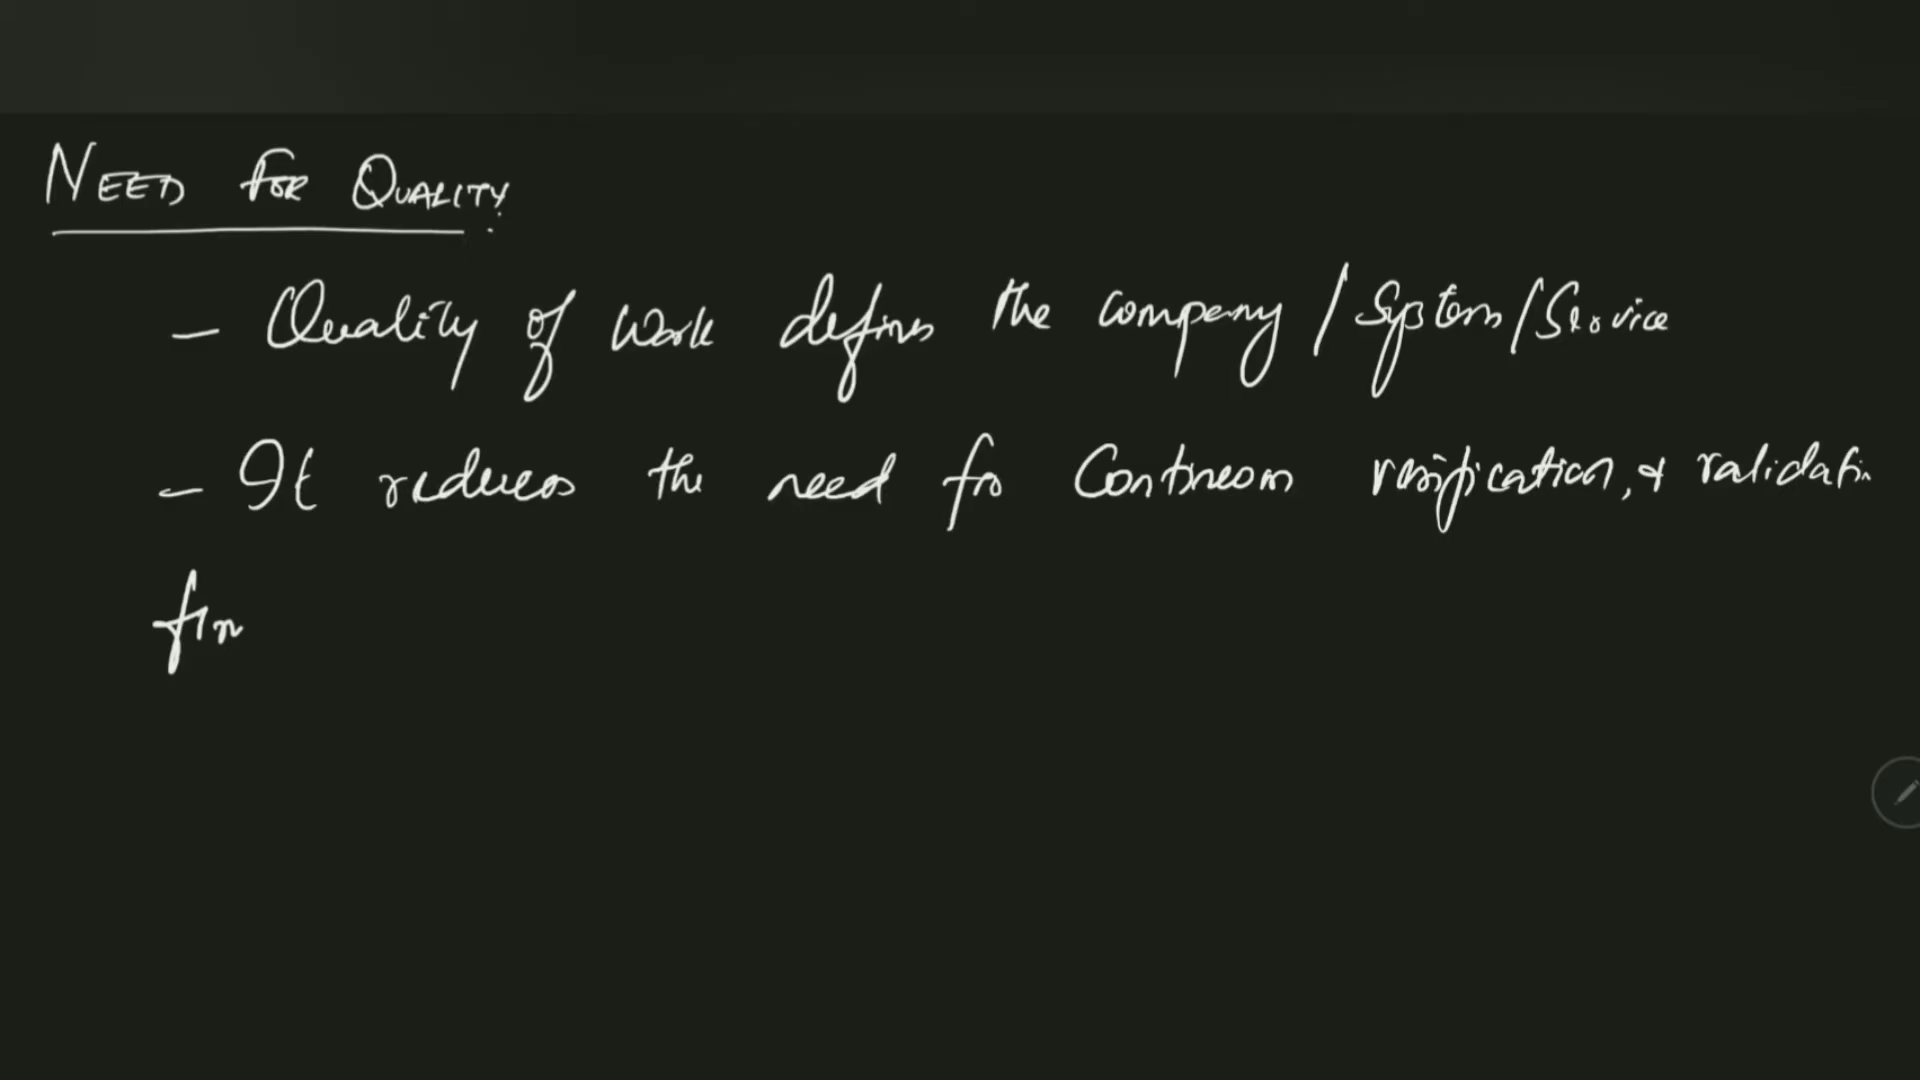 NEED FOR QUALITY:
- Quality of work defines the company / System / Service
- It reduces the need for Continuous verification, & validation